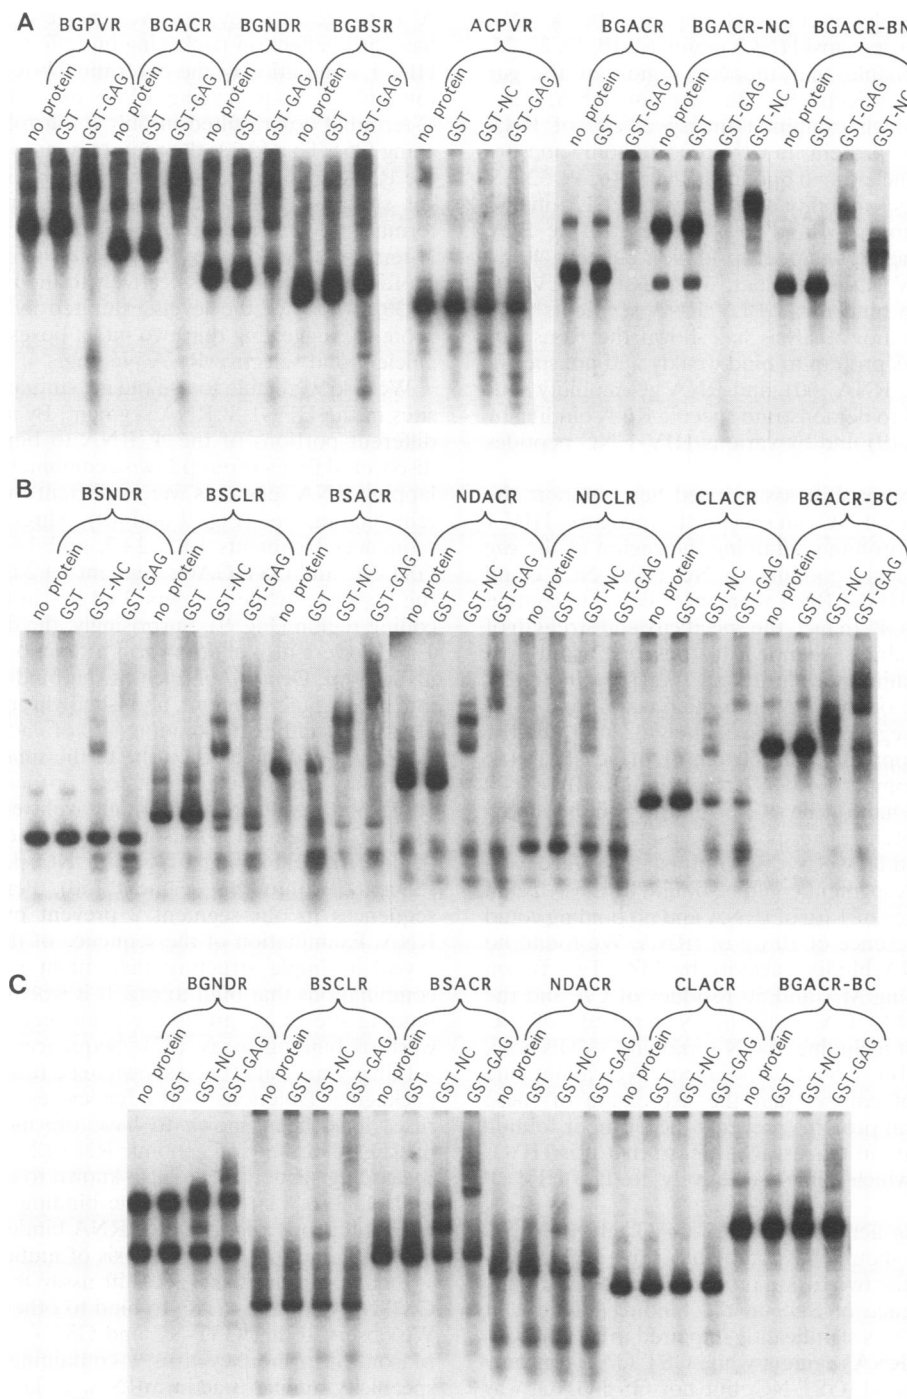 A
BGPVR BGACR BGNDR BGBSR ACPVR BGACR BGACR-NC BGACR-BN
no protein GST GST-GAG no protein GST GST-GAG no protein GST GST-GAG no protein GST GST-GAG no protein GST GST-NC GST-GAG no protein GST GST-GAG no protein GST GST-GAG GST-NC no protein GST GST-GAG GST-NC
B
BSNDR BSCLR BSACR NDACR NDCLR CLACR BGACR-BC
no protein GST GST-NC GST-GAG no protein GST GST-NC GST-GAG no protein GST GST-NC GST-GAG no protein GST GST-NC GST-GAG no protein GST GST-NC GST-GAG no protein GST GST-NC GST-GAG no protein GST GST-NC GST-GAG
C
BGNDR BSCLR BSACR NDACR CLACR BGACR-BC
no protein GST GST-NC GST-GAG no protein GST GST-NC GST-GAG no protein GST GST-NC GST-GAG no protein GST GST-NC GST-GAG no protein GST GST-NC GST-GAG no protein GST GST-NC GST-GAG